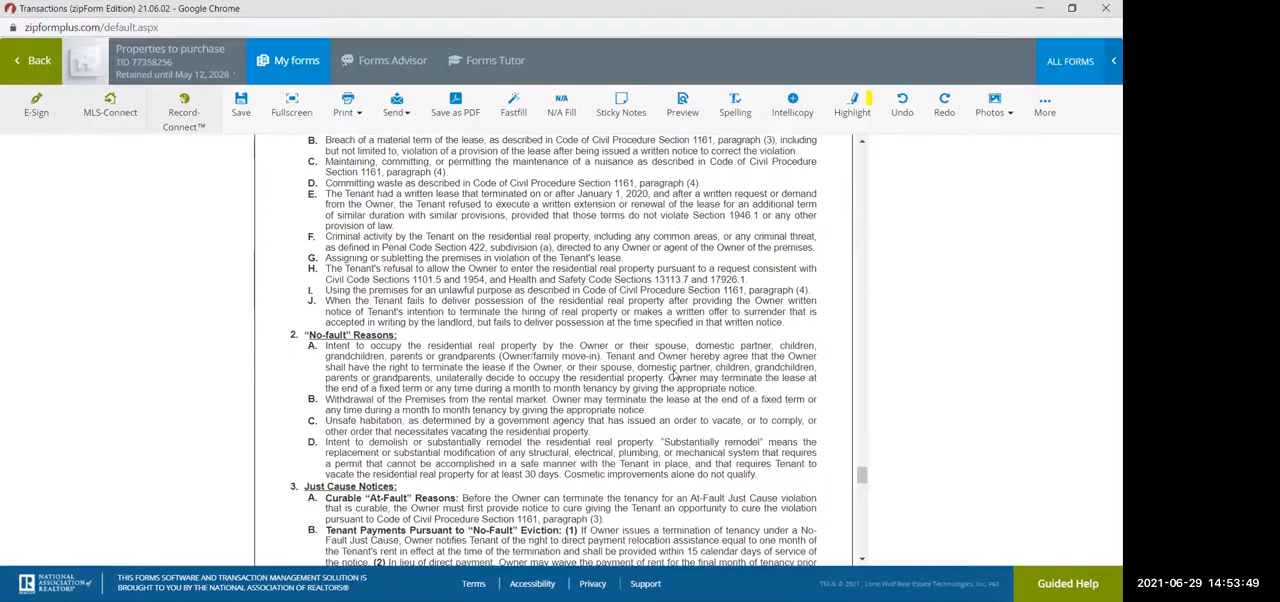 Transactions (zipForm Edition) 21.06.02 - Google Chrome
zipformplus.com/default.aspx
Back
Properties to purchase
TID 77358256
Retained until May 12, 2028
My forms
Forms Advisor
Forms Tutor
ALL FORMS
E-Sign
MLS-Connect
Record-
Connect™
Save
Fullscreen
Print
Send
Save as PDF
Fastfill
N/A
N/A Fill
Sticky Notes
Preview
Spelling
Intellicopy
Highlight
Undo
Redo
Photos
More
B. Breach of a material term of the lease, as described in Code of Civil Procedure Section 1161, paragraph (3), including
but not limited to, violation of a provision of the lease after being issued a written notice to correct the violation.
C. Maintaining, committing, or permitting the maintenance of a nuisance as described in Code of Civil Procedure
Section 1161, paragraph (4).
D. Committing waste as described in Code of Civil Procedure Section 1161, paragraph (4).
E. The Tenant had a written lease that terminated on or after January 1, 2020, and after a written request or demand
from the Owner, the Tenant refused to execute a written extension or renewal of the lease for an additional term
of similar duration with similar provisions, provided that those terms do not violate Section 1946.1 or any other
provision of law.
F. Criminal activity by the Tenant on the residential real property, including any common areas, or any criminal threat,
as defined in Penal Code Section 422, subdivision (a), directed to any Owner or agent of the Owner of the premises.
G. Assigning or subletting the premises in violation of the Tenant's lease.
H. The Tenant's refusal to allow the Owner to enter the residential real property pursuant to a request consistent with
Civil Code Sections 1101.5 and 1954, and Health and Safety Code Sections 13113.7 and 17926.1.
I. Using the premises for an unlawful purpose as described in Code of Civil Procedure Section 1161, paragraph (4).
J. When the Tenant fails to deliver possession of the residential real property after providing the Owner written
notice of Tenant's intention to terminate the hiring of real property or makes a written offer to surrender that is
accepted in writing by the landlord, but fails to deliver possession at the time specified in that written notice.
2. "No-fault" Reasons:
A. Intent to occupy the residential real property by the Owner or their spouse, domestic partner, children,
grandchildren, parents or grandparents (Owner/family move-in). Tenant and Owner hereby agree that the Owner
shall have the right to terminate the lease if the Owner, or their spouse, domestic partner, children, grandchildren,
parents or grandparents, unilaterally decide to occupy the residential property. Owner may terminate the lease at
the end of a fixed term or any time during a month to month tenancy by giving the appropriate notice.
B. Withdrawal of the Premises from the rental market. Owner may terminate the lease at the end of a fixed term or
any time during a month to month tenancy by giving the appropriate notice.
C. Unsafe habitation, as determined by a government agency that has issued an order to vacate, or to comply, or
other order that necessitates vacating the residential property.
D. Intent to demolish or substantially remodel the residential real property. "Substantially remodel" means the
replacement or substantial modification of any structural, electrical, plumbing, or mechanical system that requires
a permit that cannot be accomplished in a safe manner with the Tenant in place, and that requires Tenant to
vacate the residential real property for at least 30 days. Cosmetic improvements alone do not qualify.
3. Just Cause Notices:
A. Curable "At-Fault" Reasons: Before the Owner can terminate the tenancy for an At-Fault Just Cause violation
that is curable, the Owner must first provide notice to cure giving the Tenant an opportunity to cure the violation
pursuant to Code of Civil Procedure Section 1161, paragraph (3).
B. Tenant Payments Pursuant to "No-Fault" Eviction: (1) If Owner issues a termination of tenancy under a No-
Fault Just Cause, Owner notifies Tenant of the right to direct payment relocation assistance equal to one month of
the Tenant's rent in effect at the time of the termination and shall be provided within 15 calendar days of service of
the notice. (2) In lieu of direct payment, Owner may waive the payment of rent for the final month of tenancy prior
NATIONAL
ASSOCIATION of
REALTORS®
THIS FORMS SOFTWARE AND TRANSACTION MANAGEMENT SOLUTION IS
BROUGHT TO YOU BY THE NATIONAL ASSOCIATION OF REALTORS®
Terms
Accessibility
Privacy
Support
TM & © 2021, Lone Wolf Real Estate Technologies, Inc.
Guided Help
2021-06-29 14:53:49